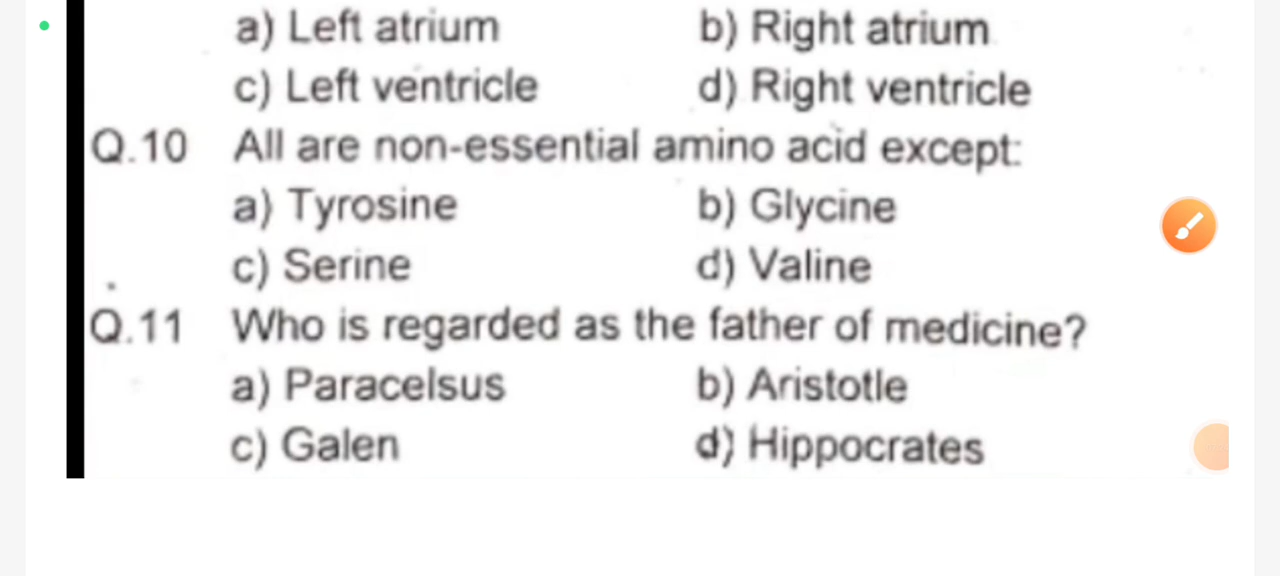 a) Left atrium b) Right atrium
c) Left ventricle d) Right ventricle
Q.10 All are non-essential amino acid except:
a) Tyrosine b) Glycine
c) Serine d) Valine
Q.11 Who is regarded as the father of medicine?
a) Paracelsus b) Aristotle
c) Galen d) Hippocrates